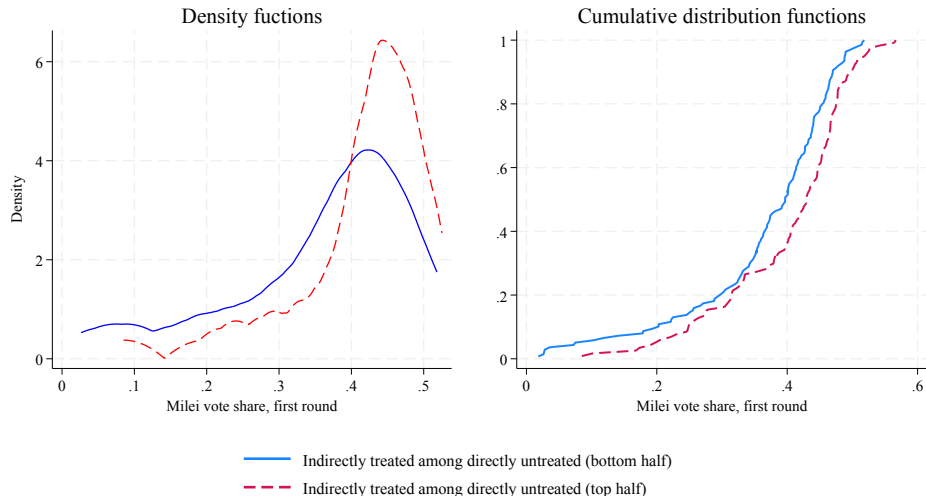 Density fuctions
Cumulative distribution functions
6
4
2
0
Density
0 .1 .2 .3 .4 .5
Milei vote share, first round
1
.8
.6
.4
.2
0
0 .2 .4 .6
Milei vote share, first round
Indirectly treated among directly untreated (bottom half)
Indirectly treated among directly untreated (top half)